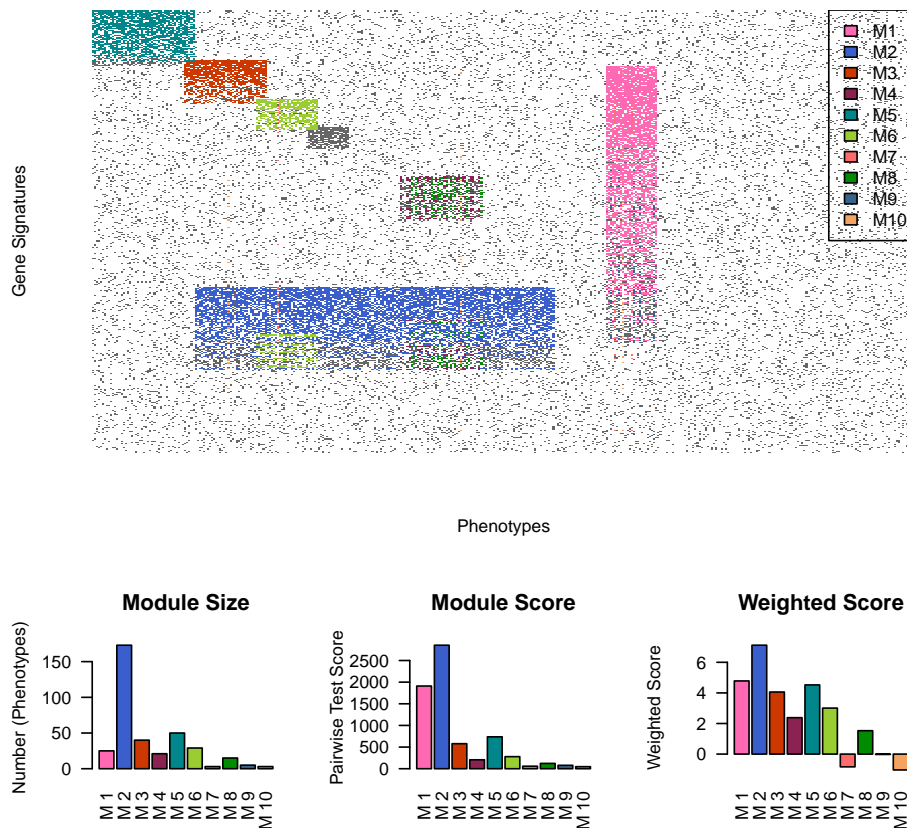 Gene Signatures
M1
M2
M3
M4
M5
M6
M7
M8
M9
M10
Phenotypes
Module Size
Number (Phenotypes)
150
100
50
0
M 1
M 2
M 3
M 4
M 5
M 6
M 7
M 8
M 9
M 10
Module Score
Pairwise Test Score
2500
2000
1500
1000
500
0
M 1
M 2
M 3
M 4
M 5
M 6
M 7
M 8
M 9
M 10
Weighted Score
Weighted Score
6
4
2
0
M 1
M 2
M 3
M 4
M 5
M 6
M 7
M 8
M 9
M 10